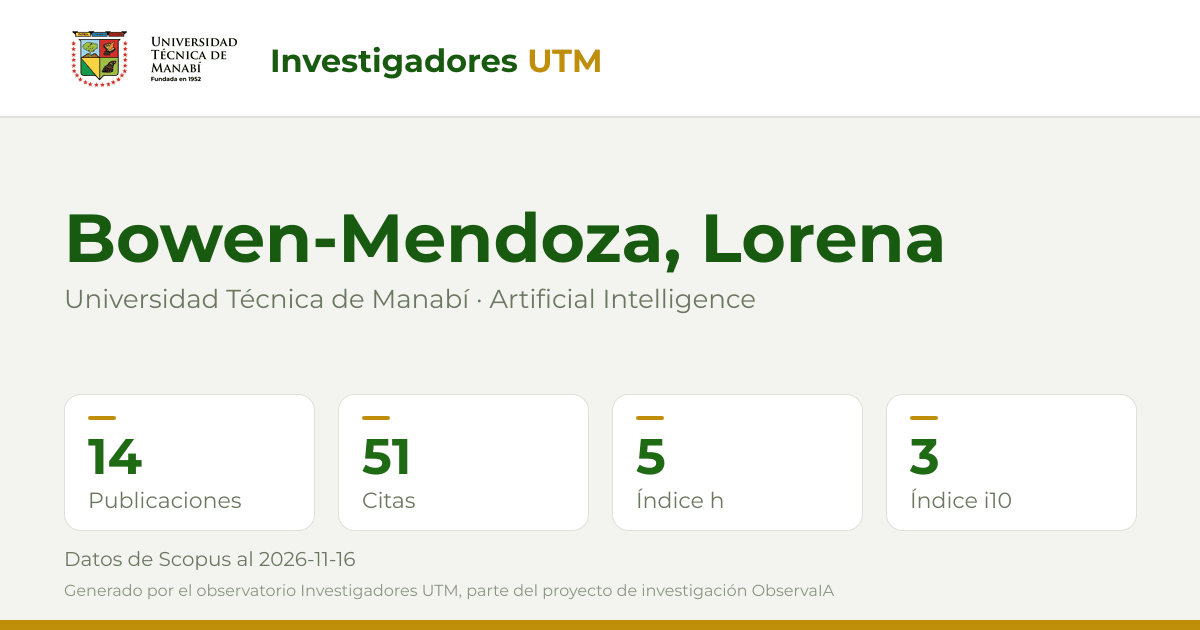 UNIVERSIDAD
TÉCNICA DE
MANABÍ
Fundada en 1952
Investigadores UTM
Bowen-Mendoza, Lorena
Universidad Técnica de Manabí · Artificial Intelligence
14
Publicaciones
51
Citas
5
Índice h
3
Índice i10
Datos de Scopus al 2026-11-16
Generado por el observatorio Investigadores UTM, parte del proyecto de investigación ObservaIA